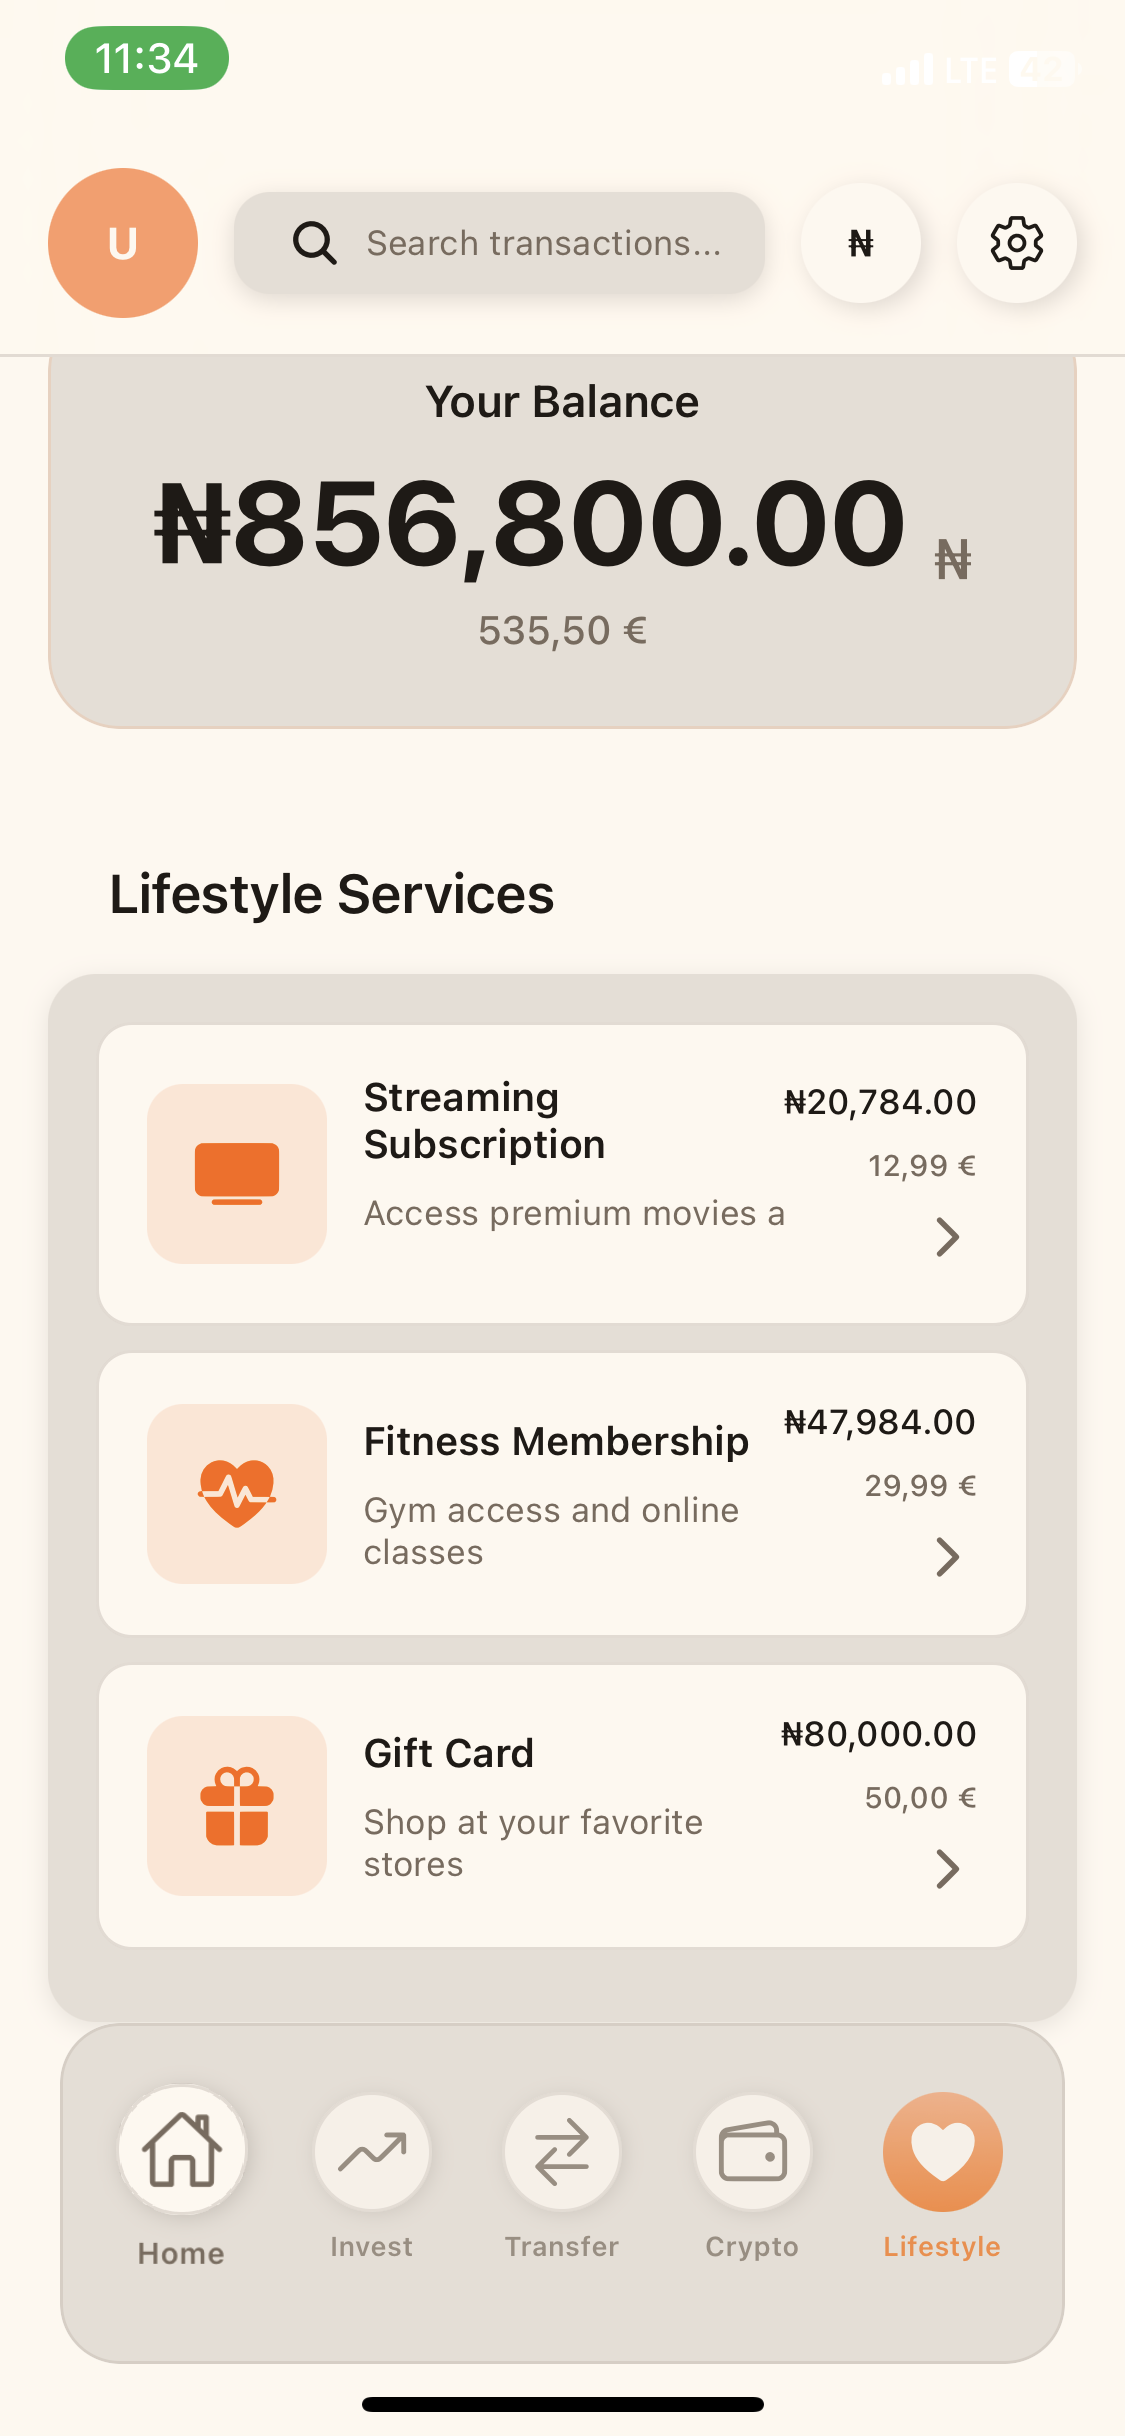 11:34
LTE 42
U
Search transactions...
₦
Your Balance
₦856,800.00 ₦
535,50 €
Lifestyle Services
Streaming
Subscription
₦20,784.00
12,99 €
Access premium movies a
Fitness Membership
₦47,984.00
29,99 €
Gym access and online
classes
Gift Card
₦80,000.00
50,00 €
Shop at your favorite
stores
Home
Invest
Transfer
Crypto
Lifestyle